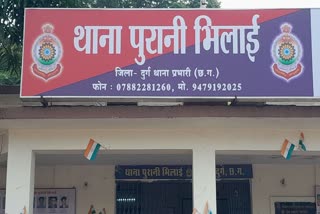 थाना पुरानी भिलाई
जिला- दुर्ग थाना प्रभारी (छ.ग.)
फोन : 07882281260, मो. 9479192025
थाना पुरानी भिलाई दुर्ग, छ.ग.